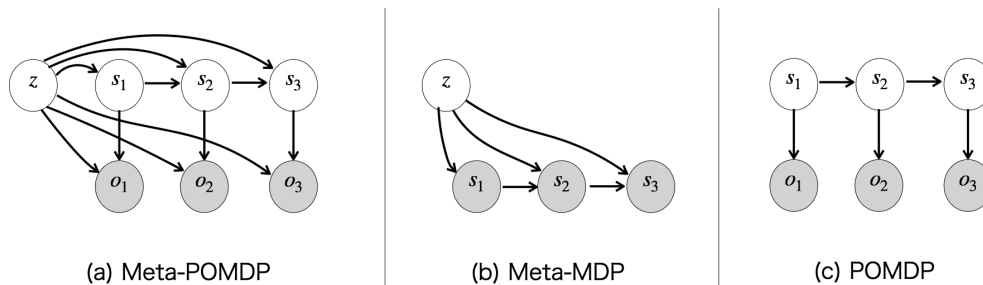 z s₁ s₂ s₃
o₁ o₂ o₃
(a) Meta-POMDP
z
s₁ s₂ s₃
(b) Meta-MDP
s₁ s₂ s₃
o₁ o₂ o₃
(c) POMDP